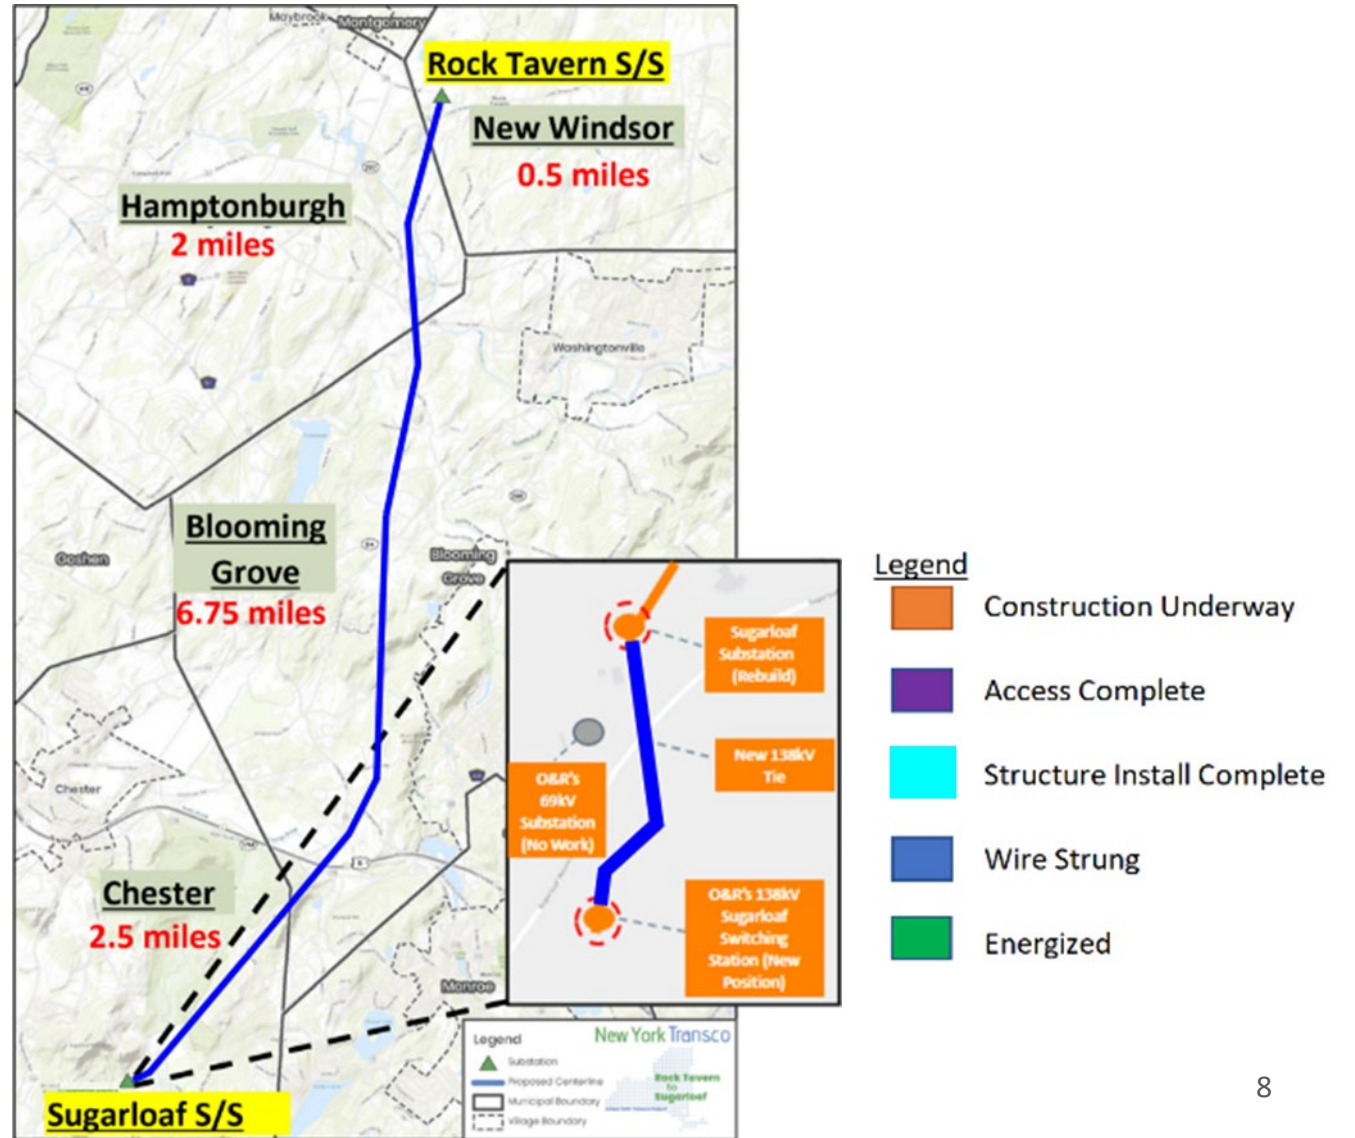 Maybrook
Montgomery
Rock Tavern S/S
New Windsor
0.5 miles
Hamptonburgh
2 miles
Washingtonville
Blooming
Grove
6.75 miles
Goshen
Blooming
Grove
Chester
Chester
2.5 miles
Monroe
Sugarloaf S/S
Sugarloaf
Substation
(Rebuild)
New 138kV
Tie
O&R's
69kV
Substation
(No Work)
O&R's 138kV
Sugarloaf
Switching
Station (New
Position)
Legend
Substation
Proposed Centerline
Municipal Boundary
Village Boundary
New York Transco
Rock Tavern
to
Sugarloaf
Legend
Construction Underway
Access Complete
Structure Install Complete
Wire Strung
Energized
8